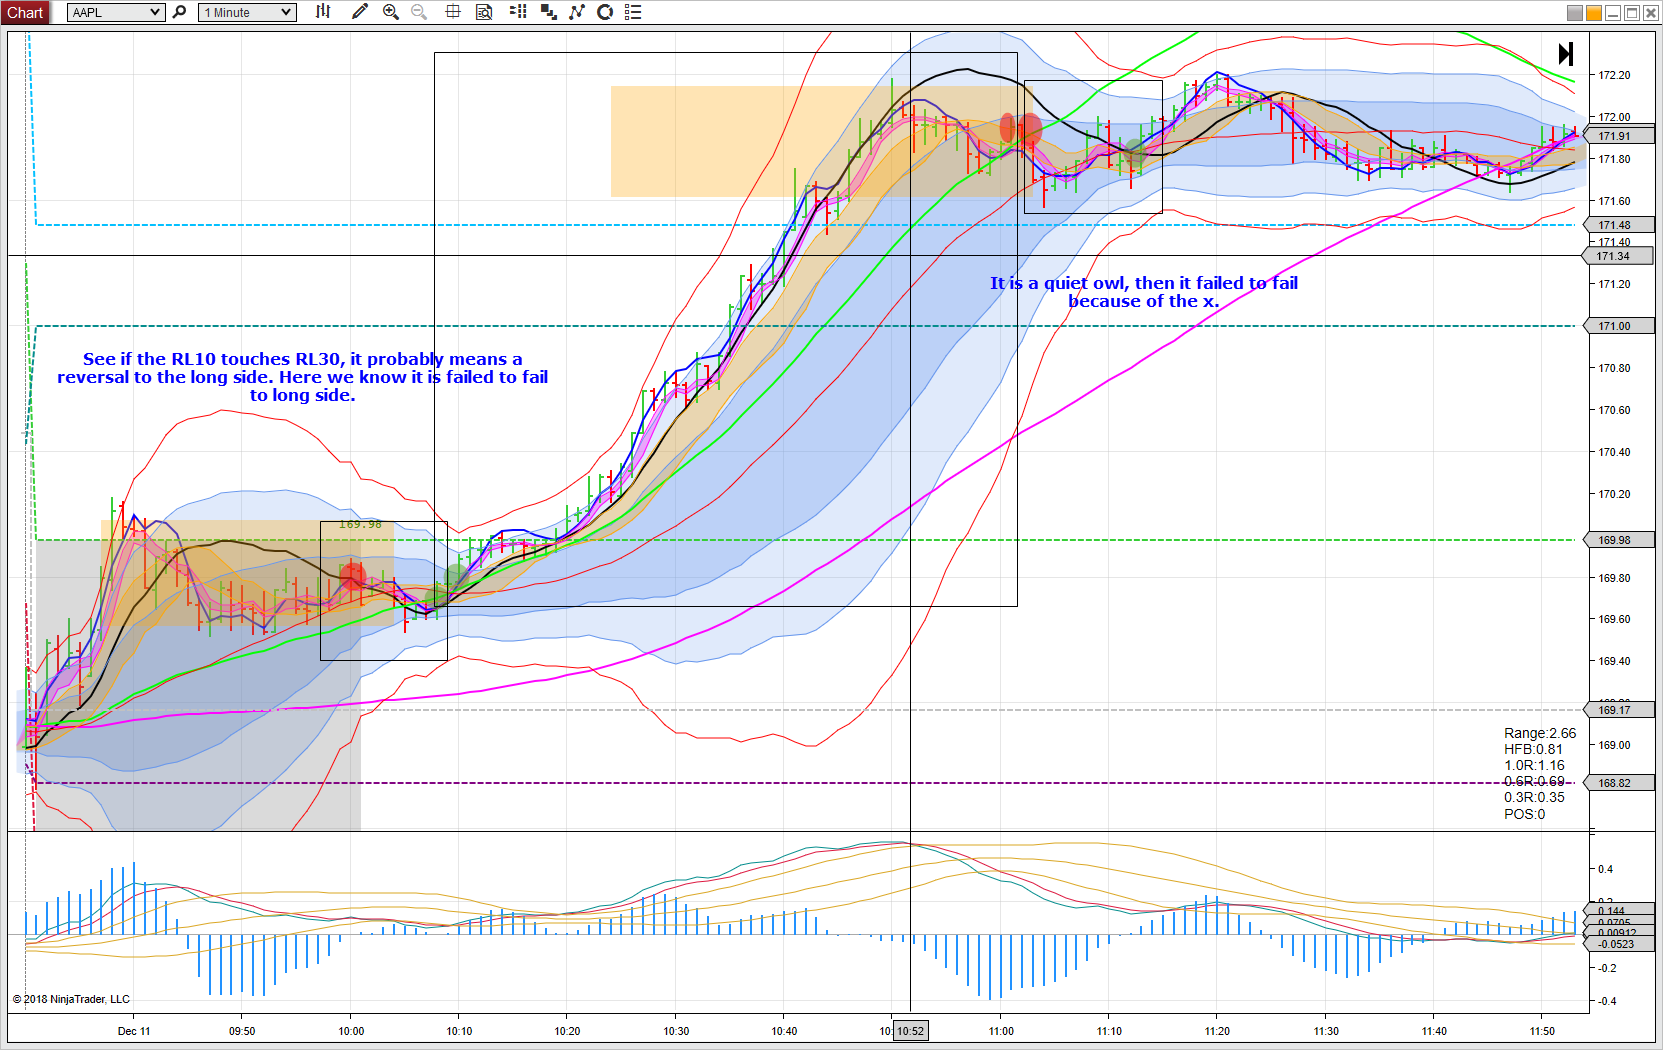 Chart AAPL 1 Minute
172.20
172.00
171.91
171.80
171.60
171.48
171.40
171.34
171.20
171.00
170.80
170.60
170.40
170.20
169.98
169.80
169.60
169.40
169.17
169.00
168.82
It is a quiet owl, then it failed to fail
because of the x.
See if the RL10 touches RL30, it probably means a
reversal to the long side. Here we know it is failed to fail
to long side.
169.98
Range:2.66
HFB:0.81
1.0R:1.16
0.6R:0.69
0.3R:0.35
POS:0
0.4
0.144
0.00912
-0.0523
-0.2
-0.4
© 2018 NinjaTrader, LLC
Dec 11 09:50 10:00 10:10 10:20 10:30 10:40 10:52 11:00 11:10 11:20 11:30 11:40 11:50